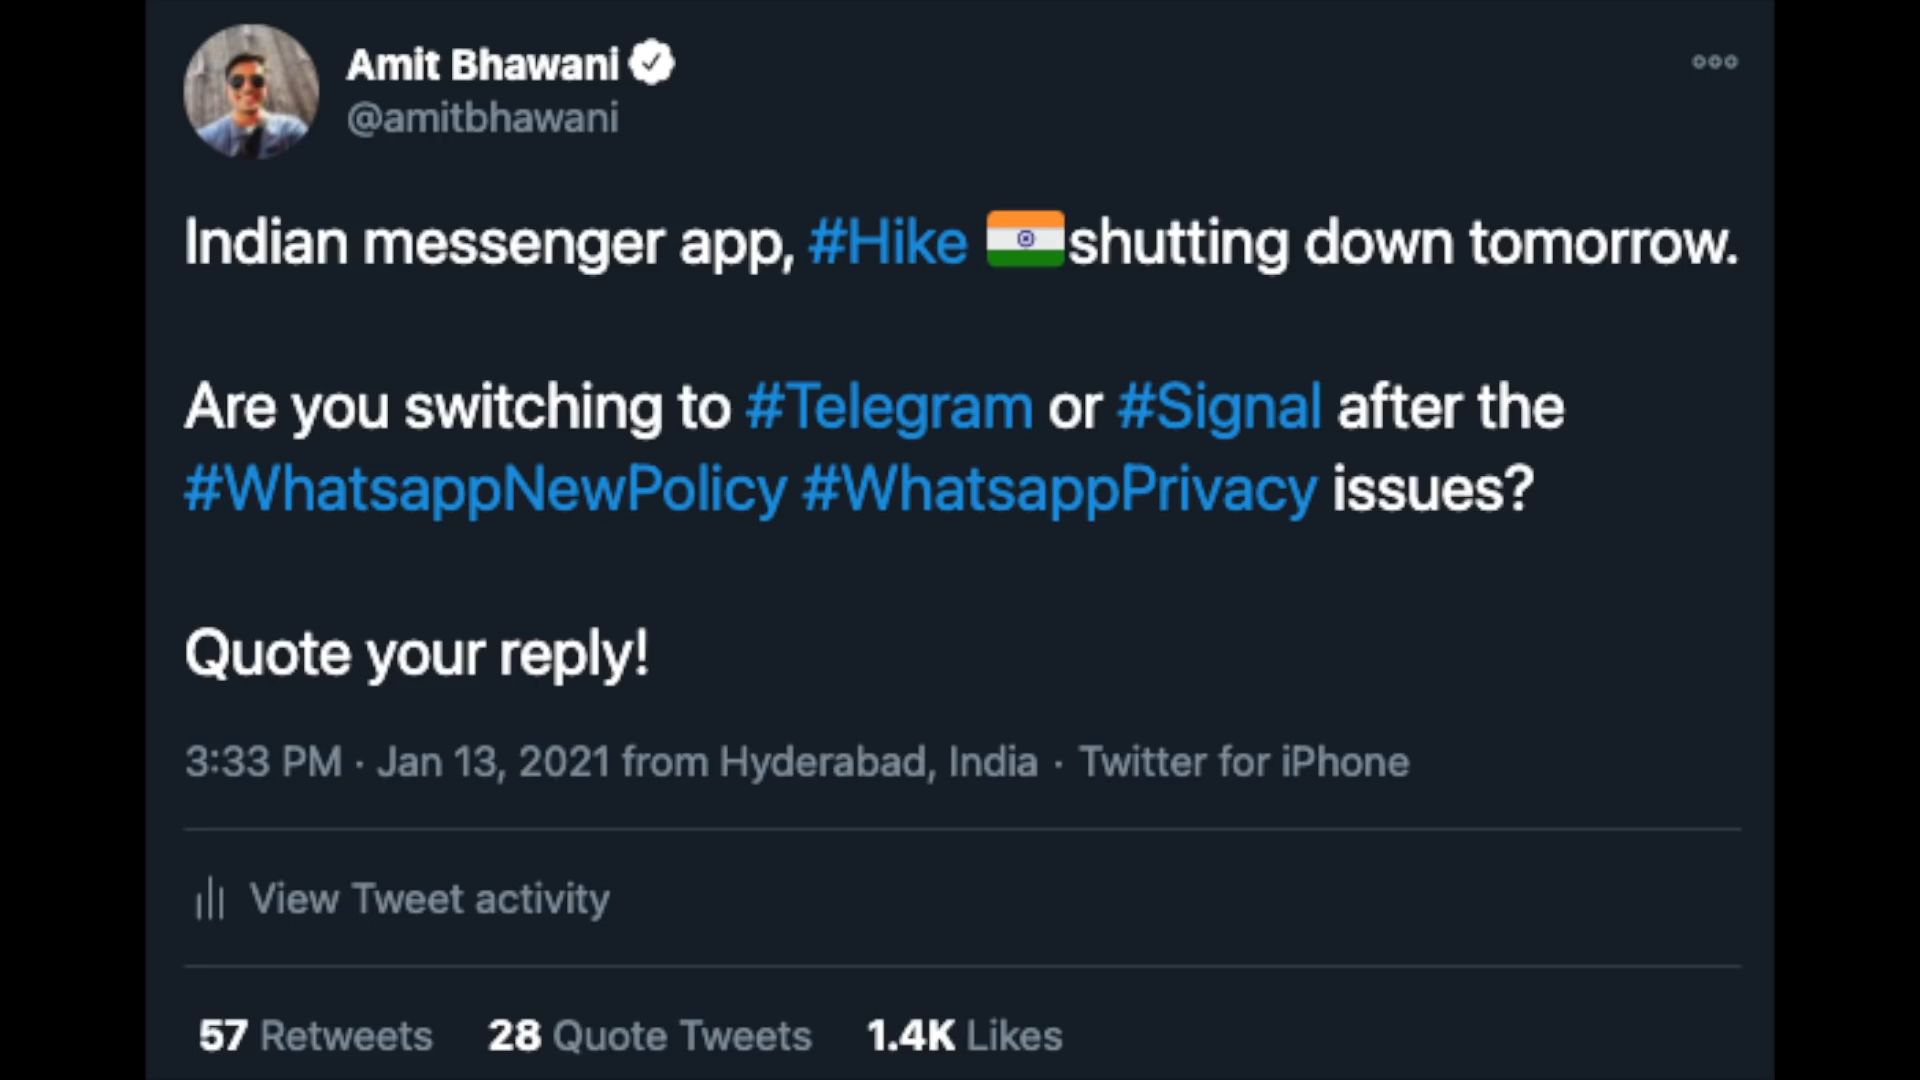 Amit Bhawani
@amitbhawani
Indian messenger app, #Hike 🇮🇳shutting down tomorrow.
Are you switching to #Telegram or #Signal after the
#WhatsappNewPolicy #WhatsappPrivacy issues?
Quote your reply!
3:33 PM · Jan 13, 2021 from Hyderabad, India · Twitter for iPhone
View Tweet activity
57 Retweets 28 Quote Tweets 1.4K Likes